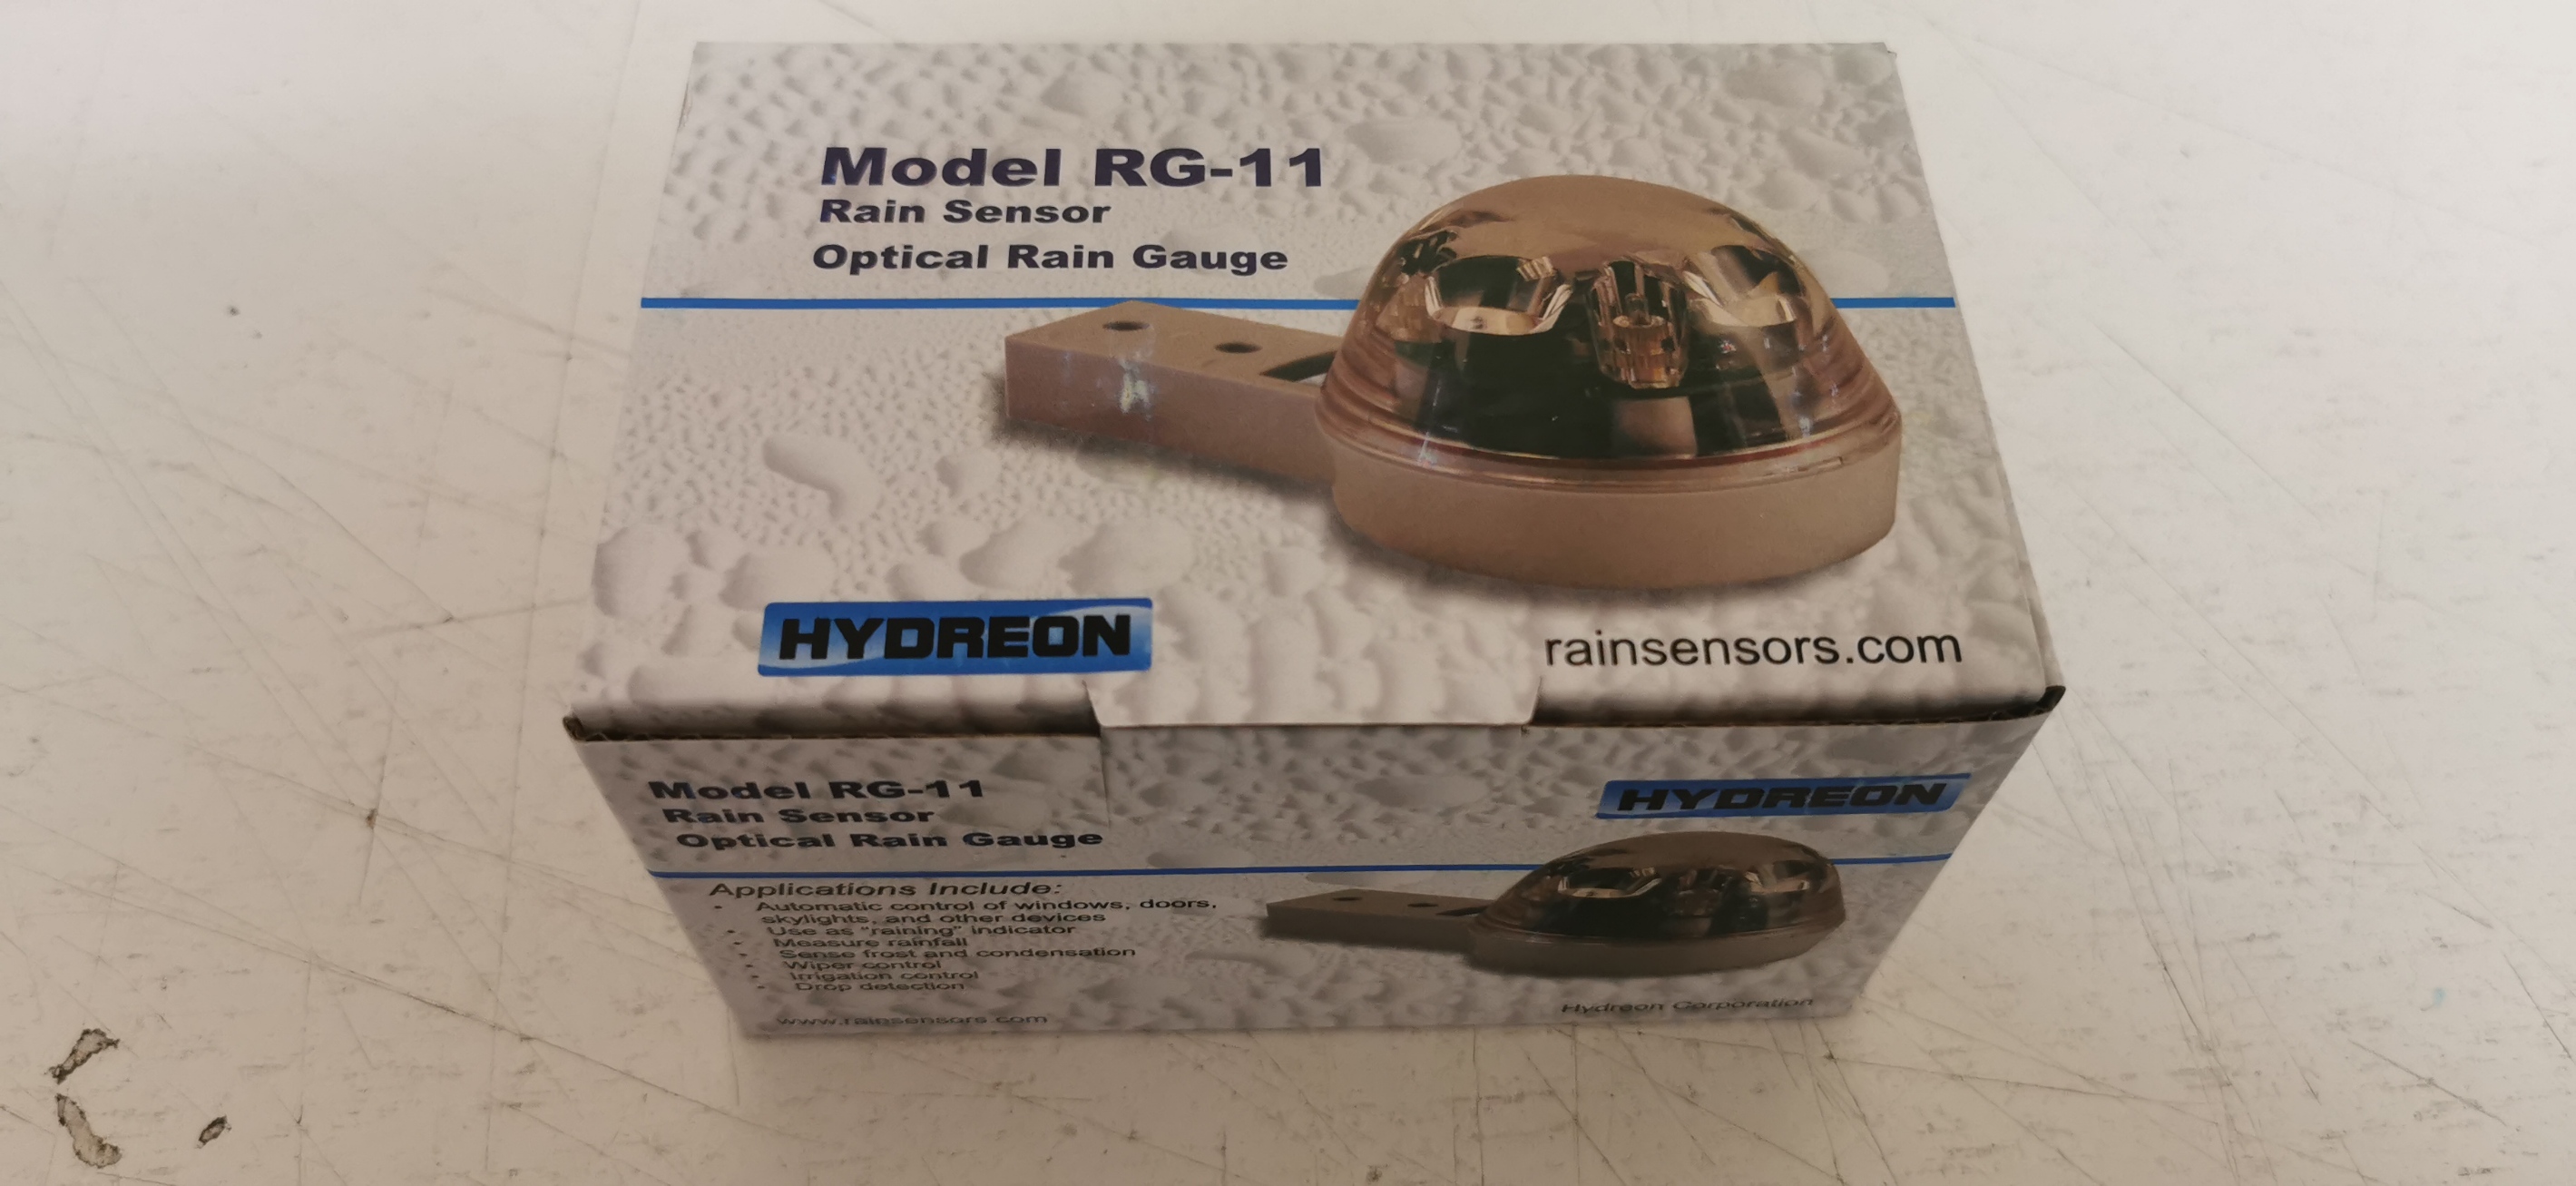 Model RG-11
Rain Sensor
Optical Rain Gauge
HYDREON
rainsensors.com
Model RG-11
Rain Sensor
Optical Rain Gauge
HYDREON
Applications Include:
- Automatic control of windows, doors,
skylights, and other devices
- Use as "raining" indicator
- Measure rainfall
- Sense frost and condensation
- Wiper control
- Irrigation control
- Drop detection
www.rainsensors.com
Hydreon Corporation